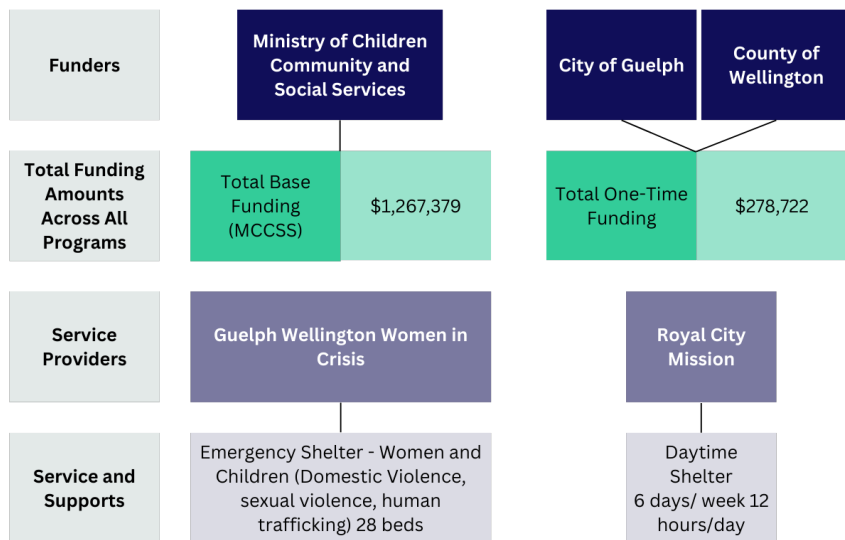 Funders
Ministry of Children
Community and
Social Services
City of Guelph
County of
Wellington
Total Funding
Amounts
Across All
Programs
Total Base
Funding
(MCCSS)
$1,267,379
Total One-Time
Funding
$278,722
Service
Providers
Guelph Wellington Women in
Crisis
Royal City
Mission
Service and
Supports
Emergency Shelter - Women and
Children (Domestic Violence,
sexual violence, human
trafficking) 28 beds
Daytime
Shelter
6 days/ week 12
hours/day